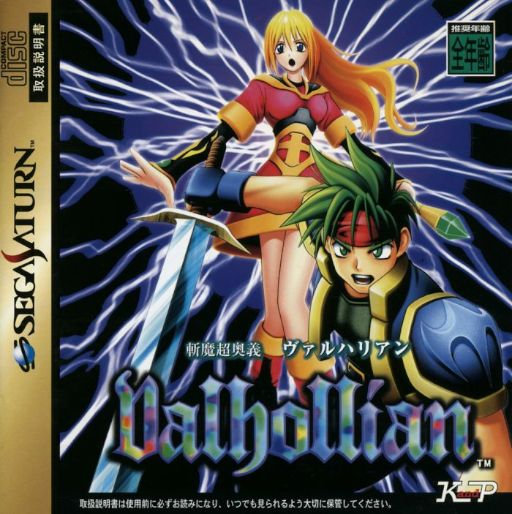 COMPACT
disc
取扱説明書
SEGA SATURN™
推奨年齢
全年齢
斬魔超奥義 ヴァルハリアン
Valhollian
™
K and P
取扱説明書は使用前に必ずお読みになり、いつでも見られるよう大切に保管してください。